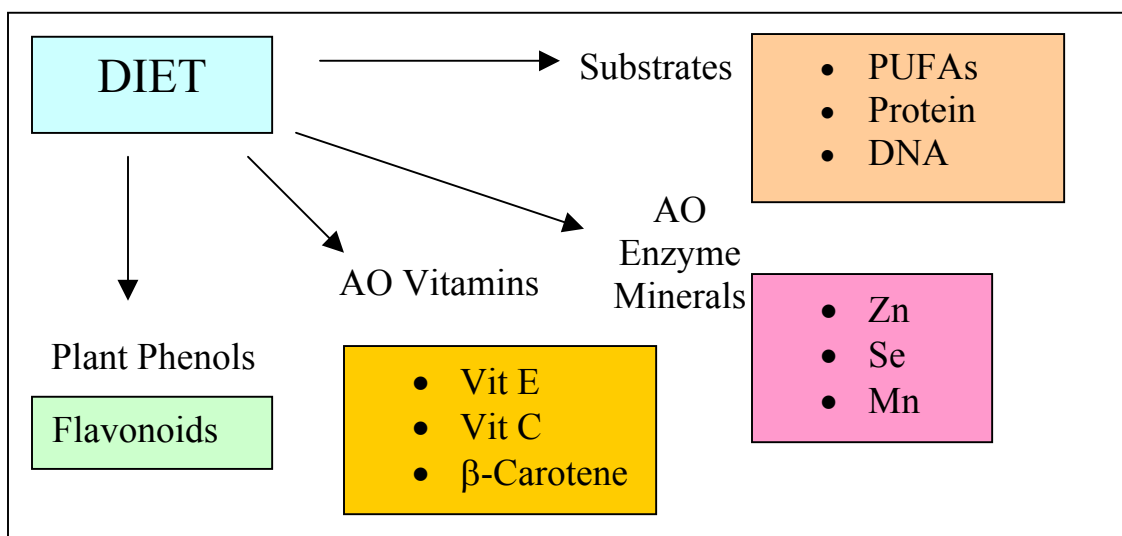 DIET
Substrates
• PUFAs
• Protein
• DNA
AO
Enzyme
Minerals
• Zn
• Se
• Mn
AO Vitamins
• Vit E
• Vit C
• β-Carotene
Plant Phenols
Flavonoids